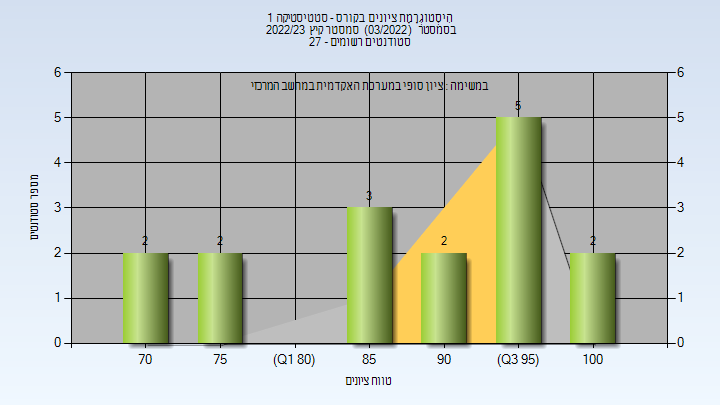 הִיסְטוֹגְרָמַת ציונים בקורס - סטטיסטיקה 1
בסמסטר (03/2022) סמסטר קיץ 2022/23
סטודנטים רשומים - 27
במשימה : ציון סופי במערכת האקדמית במחשב המרכזי
6 6
5 5
4 4
3 3
2 2
1 1
0 0
2 2 3 2 5 2
מספר סטודנטים
70 75 (Q1 80) 85 90 (Q3 95) 100
טווח ציונים